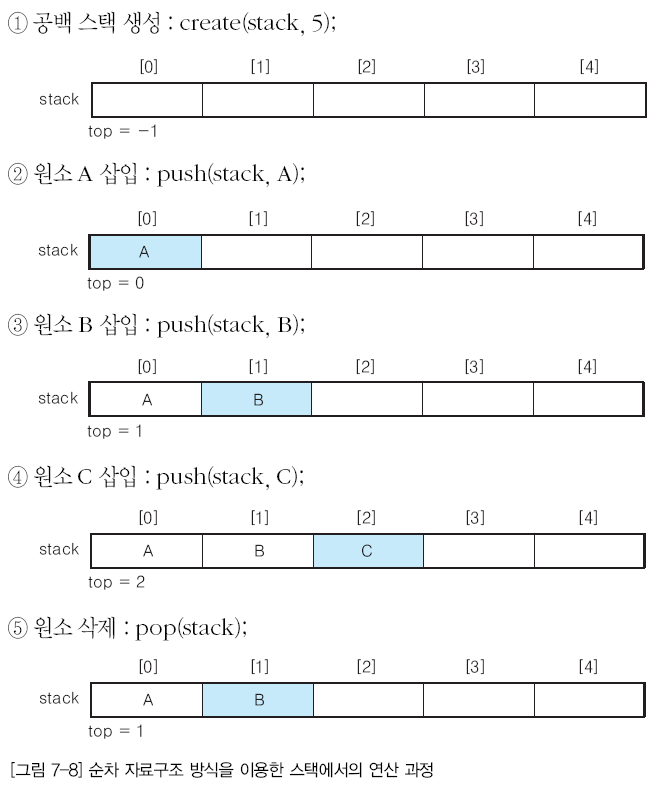 ① 공백 스택 생성 : create(stack, 5);
[0] [1] [2] [3] [4]
stack
top = −1
② 원소 A 삽입 : push(stack, A);
[0] [1] [2] [3] [4]
stack A
top = 0
③ 원소 B 삽입 : push(stack, B);
[0] [1] [2] [3] [4]
stack A B
top = 1
④ 원소 C 삽입 : push(stack, C);
[0] [1] [2] [3] [4]
stack A B C
top = 2
⑤ 원소 삭제 : pop(stack);
[0] [1] [2] [3] [4]
stack A B
top = 1
[그림 7-8] 순차 자료구조 방식을 이용한 스택에서의 연산 과정